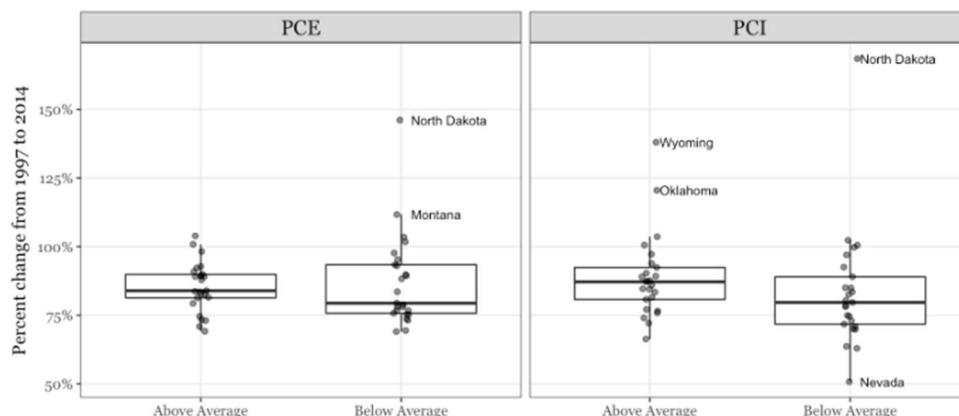 PCE
PCI
Percent change from 1997 to 2014
150%
125%
100%
75%
50%
North Dakota
Montana
North Dakota
Wyoming
Oklahoma
Nevada
Above Average
Below Average
Above Average
Below Average